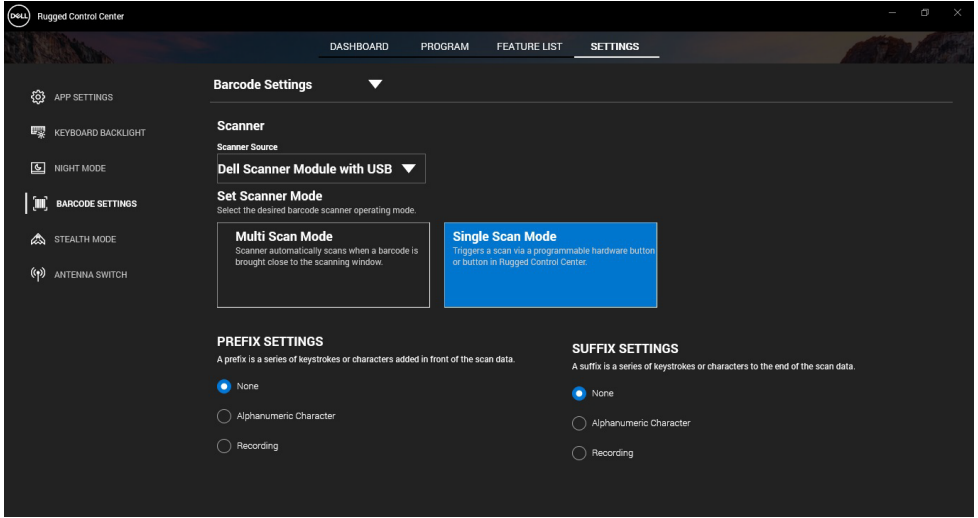 DELL
Rugged Control Center
DASHBOARD PROGRAM FEATURE LIST SETTINGS
APP SETTINGS
KEYBOARD BACKLIGHT
NIGHT MODE
BARCODE SETTINGS
STEALTH MODE
ANTENNA SWITCH
Barcode Settings
Scanner
Scanner Source
Dell Scanner Module with USB
Set Scanner Mode
Select the desired barcode scanner operating mode.
Multi Scan Mode
Scanner automatically scans when a barcode is
brought close to the scanning window.
Single Scan Mode
Triggers a scan via a programmable hardware button
or button in Rugged Control Center.
PREFIX SETTINGS
A prefix is a series of keystrokes or characters added in front of the scan data.
None
Alphanumeric Character
Recording
SUFFIX SETTINGS
A suffix is a series of keystrokes or characters to the end of the scan data.
None
Alphanumeric Character
Recording